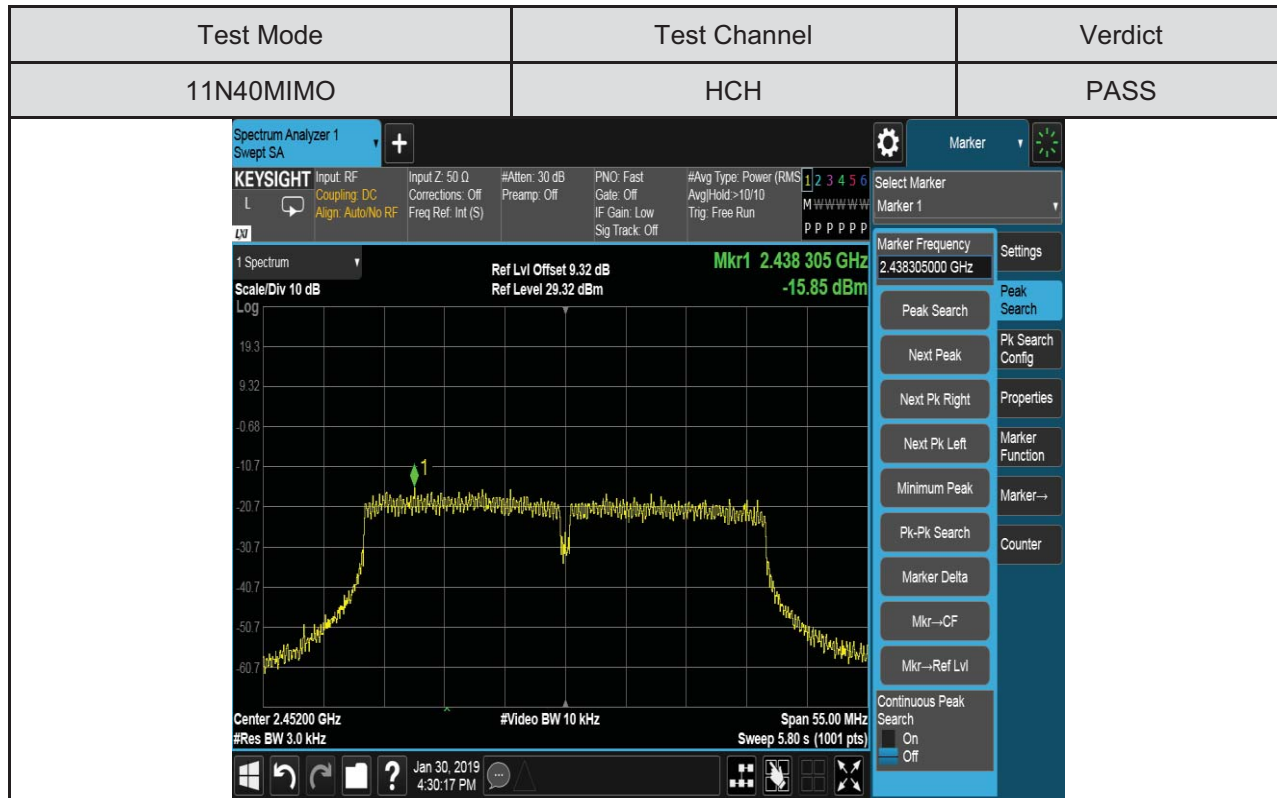 Test Mode Test Channel Verdict
11N40MIMO HCH PASS
Spectrum Analyzer 1
Swept SA
+
Marker
KEYSIGHT
L
LXI
Input: RF
Coupling: DC
Align: Auto/No RF
Input Z: 50 Ω
Corrections: Off
Freq Ref: Int (S)
#Atten: 30 dB
Preamp: Off
PNO: Fast
Gate: Off
IF Gain: Low
Sig Track: Off
#Avg Type: Power (RMS
Avg|Hold:>10/10
Trig: Free Run
1 2 3 4 5 6
M W W W W W
P P P P P P
Select Marker
Marker 1
1 Spectrum
Scale/Div 10 dB
Ref Lvl Offset 9.32 dB
Ref Level 29.32 dBm
Mkr1 2.438 305 GHz
-15.85 dBm
Log
19.3
9.32
-0.68
-10.7
-20.7
-30.7
-40.7
-50.7
-60.7
1
Center 2.45200 GHz
#Res BW 3.0 kHz
#Video BW 10 kHz
Span 55.00 MHz
Sweep 5.80 s (1001 pts)
Marker Frequency
2.438305000 GHz
Peak Search
Next Peak
Next Pk Right
Next Pk Left
Minimum Peak
Pk-Pk Search
Marker Delta
Mkr→CF
Mkr→Ref Lvl
Continuous Peak
Search
On
Off
Settings
Peak
Search
Pk Search
Config
Properties
Marker
Function
Marker→
Counter
?
Jan 30, 2019
4:30:17 PM